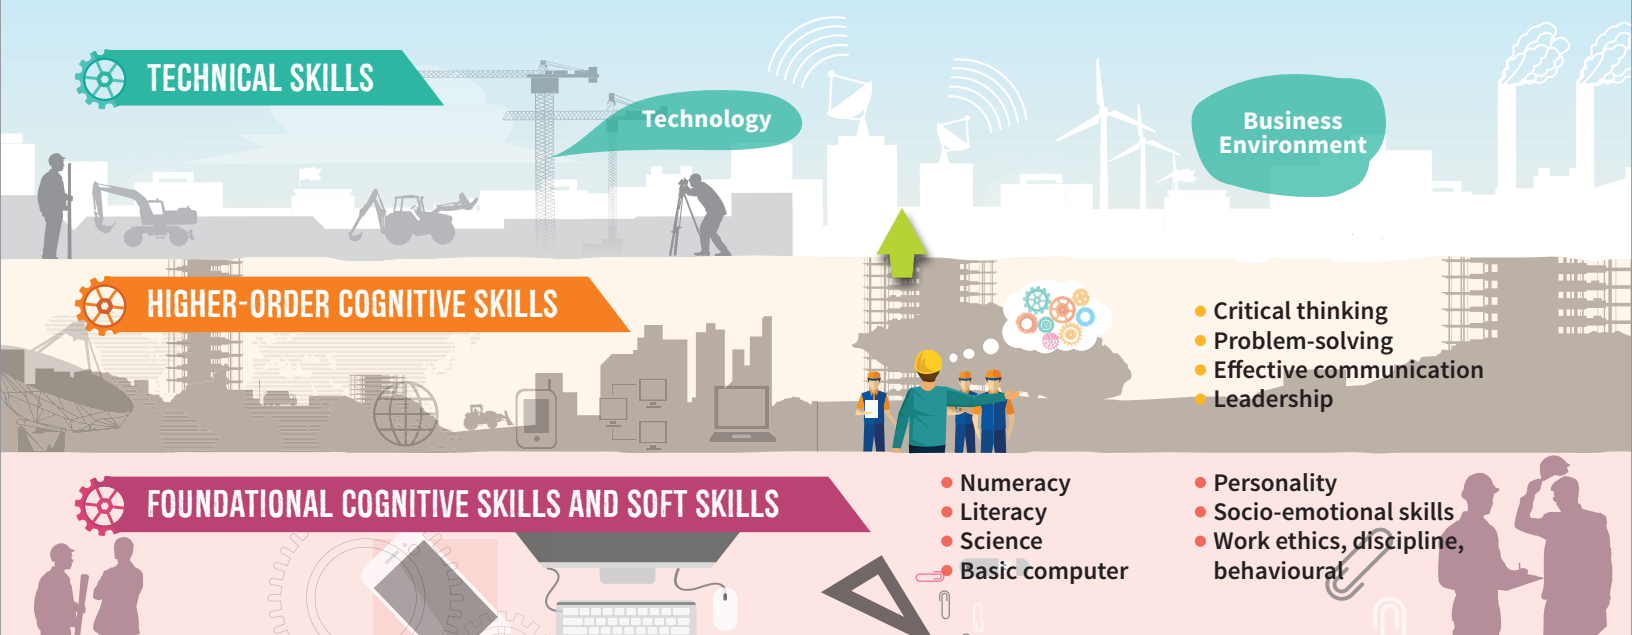 TECHNICAL SKILLS
Technology
Business
Environment
HIGHER-ORDER COGNITIVE SKILLS
Critical thinking
Problem-solving
Effective communication
Leadership
FOUNDATIONAL COGNITIVE SKILLS AND SOFT SKILLS
Numeracy
Literacy
Science
Basic computer
Personality
Socio-emotional skills
Work ethics, discipline,
behavioural